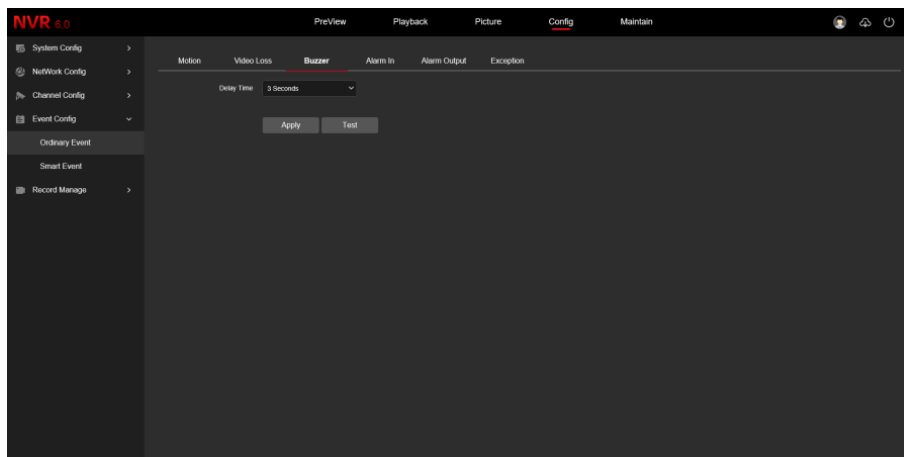 NVR 6.0 PreView Playback Picture Config Maintain
System Config
NetWork Config
Channel Config
Event Config
Ordinary Event
Smart Event
Record Manage
Motion Video Loss Buzzer Alarm In Alarm Output Exception
Delay Time 3 Seconds
Apply Test